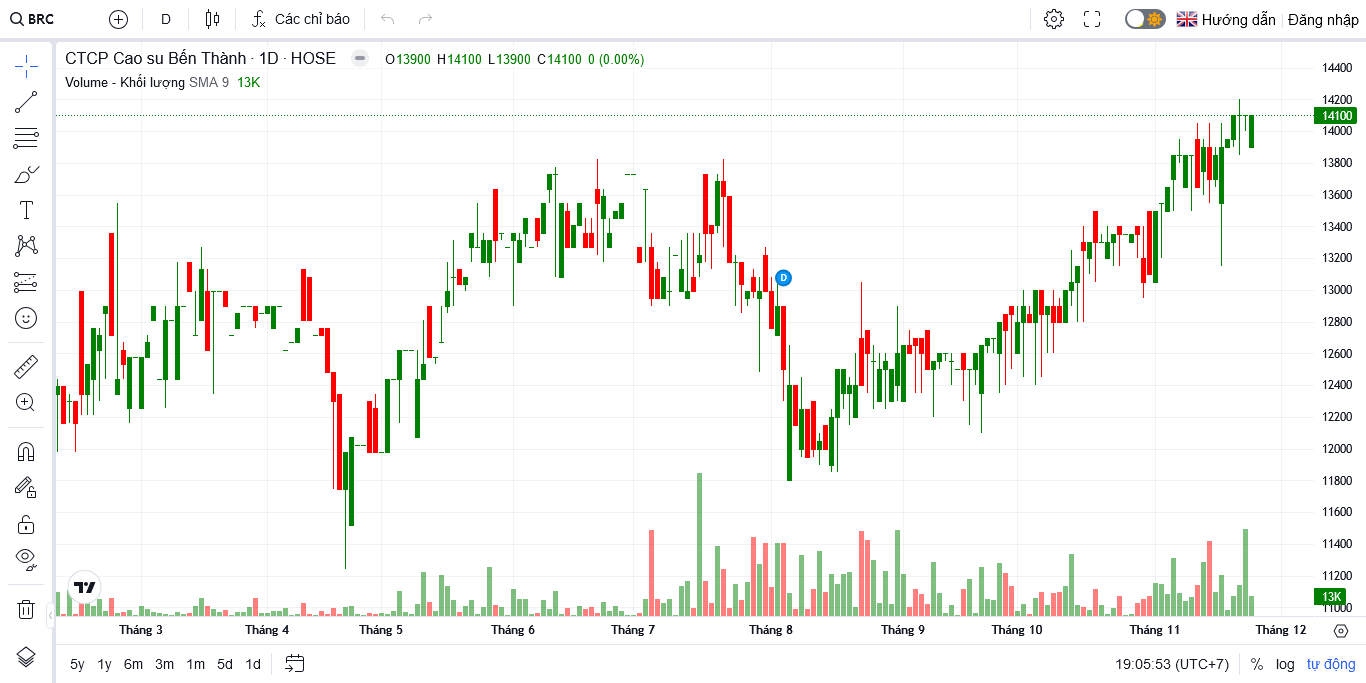 BRC D Các chỉ báo Hướng dẫn Đăng nhập
CTCP Cao su Bến Thành · 1D · HOSE O13900 H14100 L13900 C14100 0 (0.00%)
Volume - Khối lượng SMA 9 13K
14400
14200
14100
14000
13800
13600
13400
13200
D
13000
12800
12600
12400
12200
12000
11800
11600
11400
11200
13K
11000
Tháng 3 Tháng 4 Tháng 5 Tháng 6 Tháng 7 Tháng 8 Tháng 9 Tháng 10 Tháng 11 Tháng 12
5y 1y 6m 3m 1m 5d 1d 19:05:53 (UTC+7) % log tự động